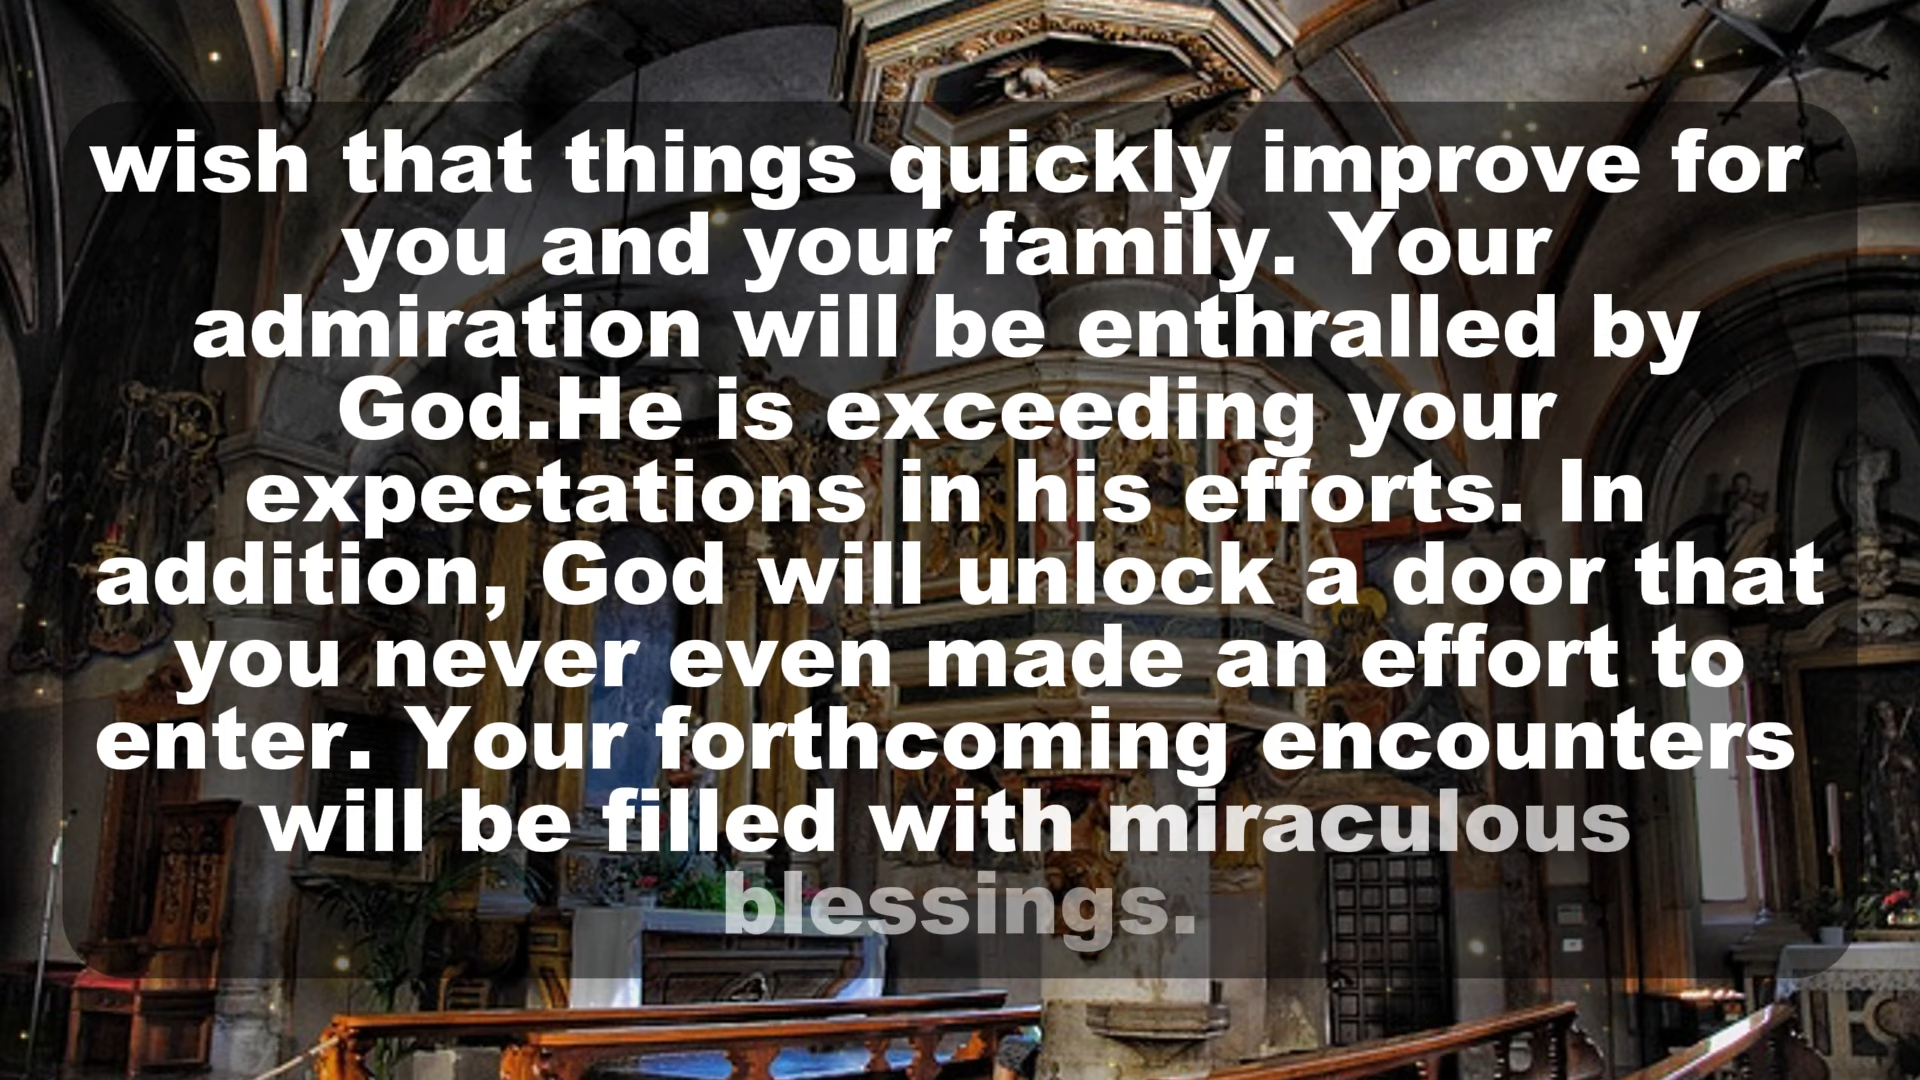 wish that things quickly improve for
you and your family. Your
admiration will be enthralled by
God.He is exceeding your
expectations in his efforts. In
addition, God will unlock a door that
you never even made an effort to
enter. Your forthcoming encounters
will be filled with miraculous
blessings.